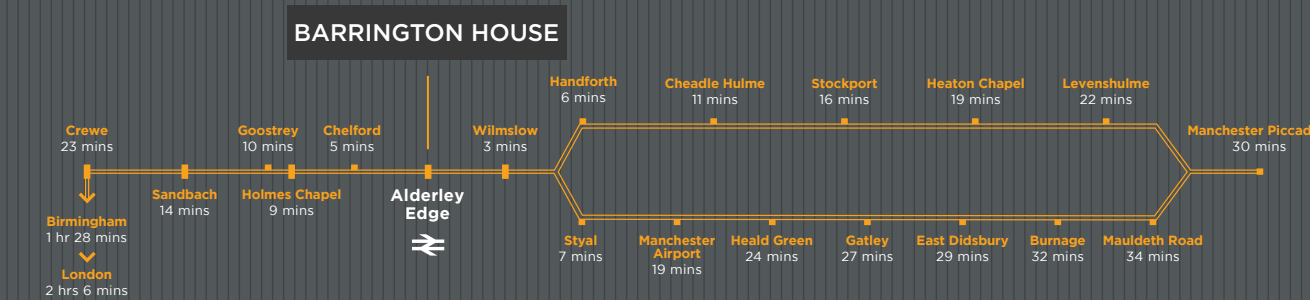 BARRINGTON HOUSE
Crewe
23 mins
Sandbach
14 mins
Goostrey
10 mins
Holmes Chapel
9 mins
Chelford
5 mins
Alderley
Edge
Wilmslow
3 mins
Handforth
6 mins
Cheadle Hulme
11 mins
Stockport
16 mins
Heaton Chapel
19 mins
Levenshulme
22 mins
Manchester Piccad
30 mins
Styal
7 mins
Manchester
Airport
19 mins
Heald Green
24 mins
Gatley
27 mins
East Didsbury
29 mins
Burnage
32 mins
Mauldeth Road
34 mins
Birmingham
1 hr 28 mins
London
2 hrs 6 mins